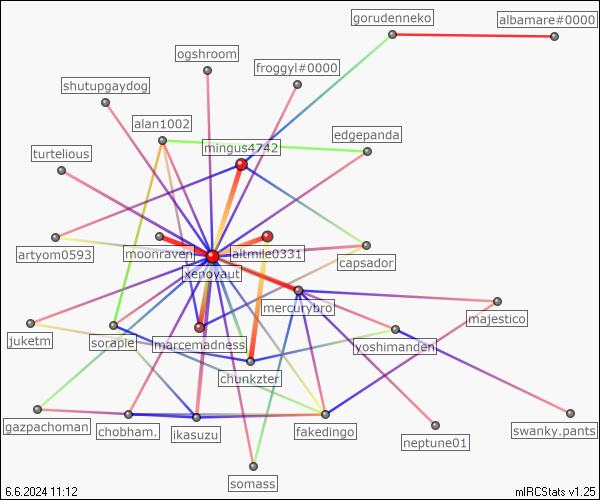 gorudenneko
albamare#0000
ogshroom
froggyl#0000
shutupgaydog
alan1002
edgepanda
mingus4742
turtelious
artyom0593
moonraven
altmile0331
capsador
xenoyaut
mercurybro
majestico
juketm
sorapie
marcemadness
yoshimanden
chunkzter
gazpachoman
chobham.
ikasuzu
fakedingo
neptune01
swanky.pants
somass
6.6.2024 11:12
mIRCStats v1.25